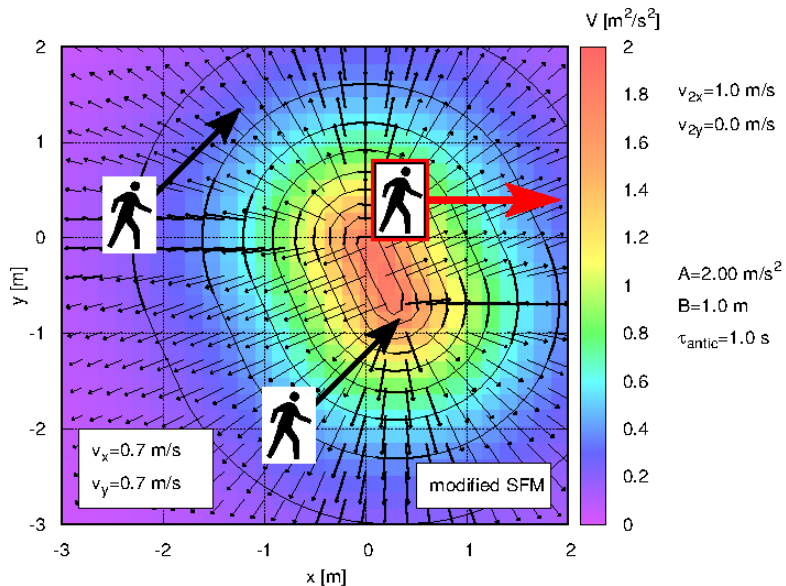 V [m²/s²]
2
1
0
-1
-2
-3
y [m]
-3
-2
-1
0
1
2
x [m]
2
1.8
1.6
1.4
1.2
1
0.8
0.6
0.4
0.2
0
v2x=1.0 m/s
v2y=0.0 m/s
A=2.00 m/s²
B=1.0 m
τantic=1.0 s
vx=0.7 m/s
vy=0.7 m/s
modified SFM